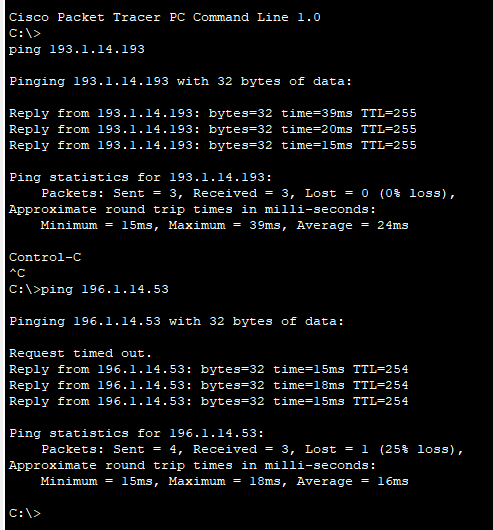 Cisco Packet Tracer PC Command Line 1.0
C:\>
ping 193.1.14.193
Pinging 193.1.14.193 with 32 bytes of data:
Reply from 193.1.14.193: bytes=32 time=39ms TTL=255
Reply from 193.1.14.193: bytes=32 time=20ms TTL=255
Reply from 193.1.14.193: bytes=32 time=15ms TTL=255
Ping statistics for 193.1.14.193:
    Packets: Sent = 3, Received = 3, Lost = 0 (0% loss),
Approximate round trip times in milli-seconds:
    Minimum = 15ms, Maximum = 39ms, Average = 24ms
Control-C
^C
C:\>ping 196.1.14.53
Pinging 196.1.14.53 with 32 bytes of data:
Request timed out.
Reply from 196.1.14.53: bytes=32 time=15ms TTL=254
Reply from 196.1.14.53: bytes=32 time=18ms TTL=254
Reply from 196.1.14.53: bytes=32 time=15ms TTL=254
Ping statistics for 196.1.14.53:
    Packets: Sent = 4, Received = 3, Lost = 1 (25% loss),
Approximate round trip times in milli-seconds:
    Minimum = 15ms, Maximum = 18ms, Average = 16ms
C:\>